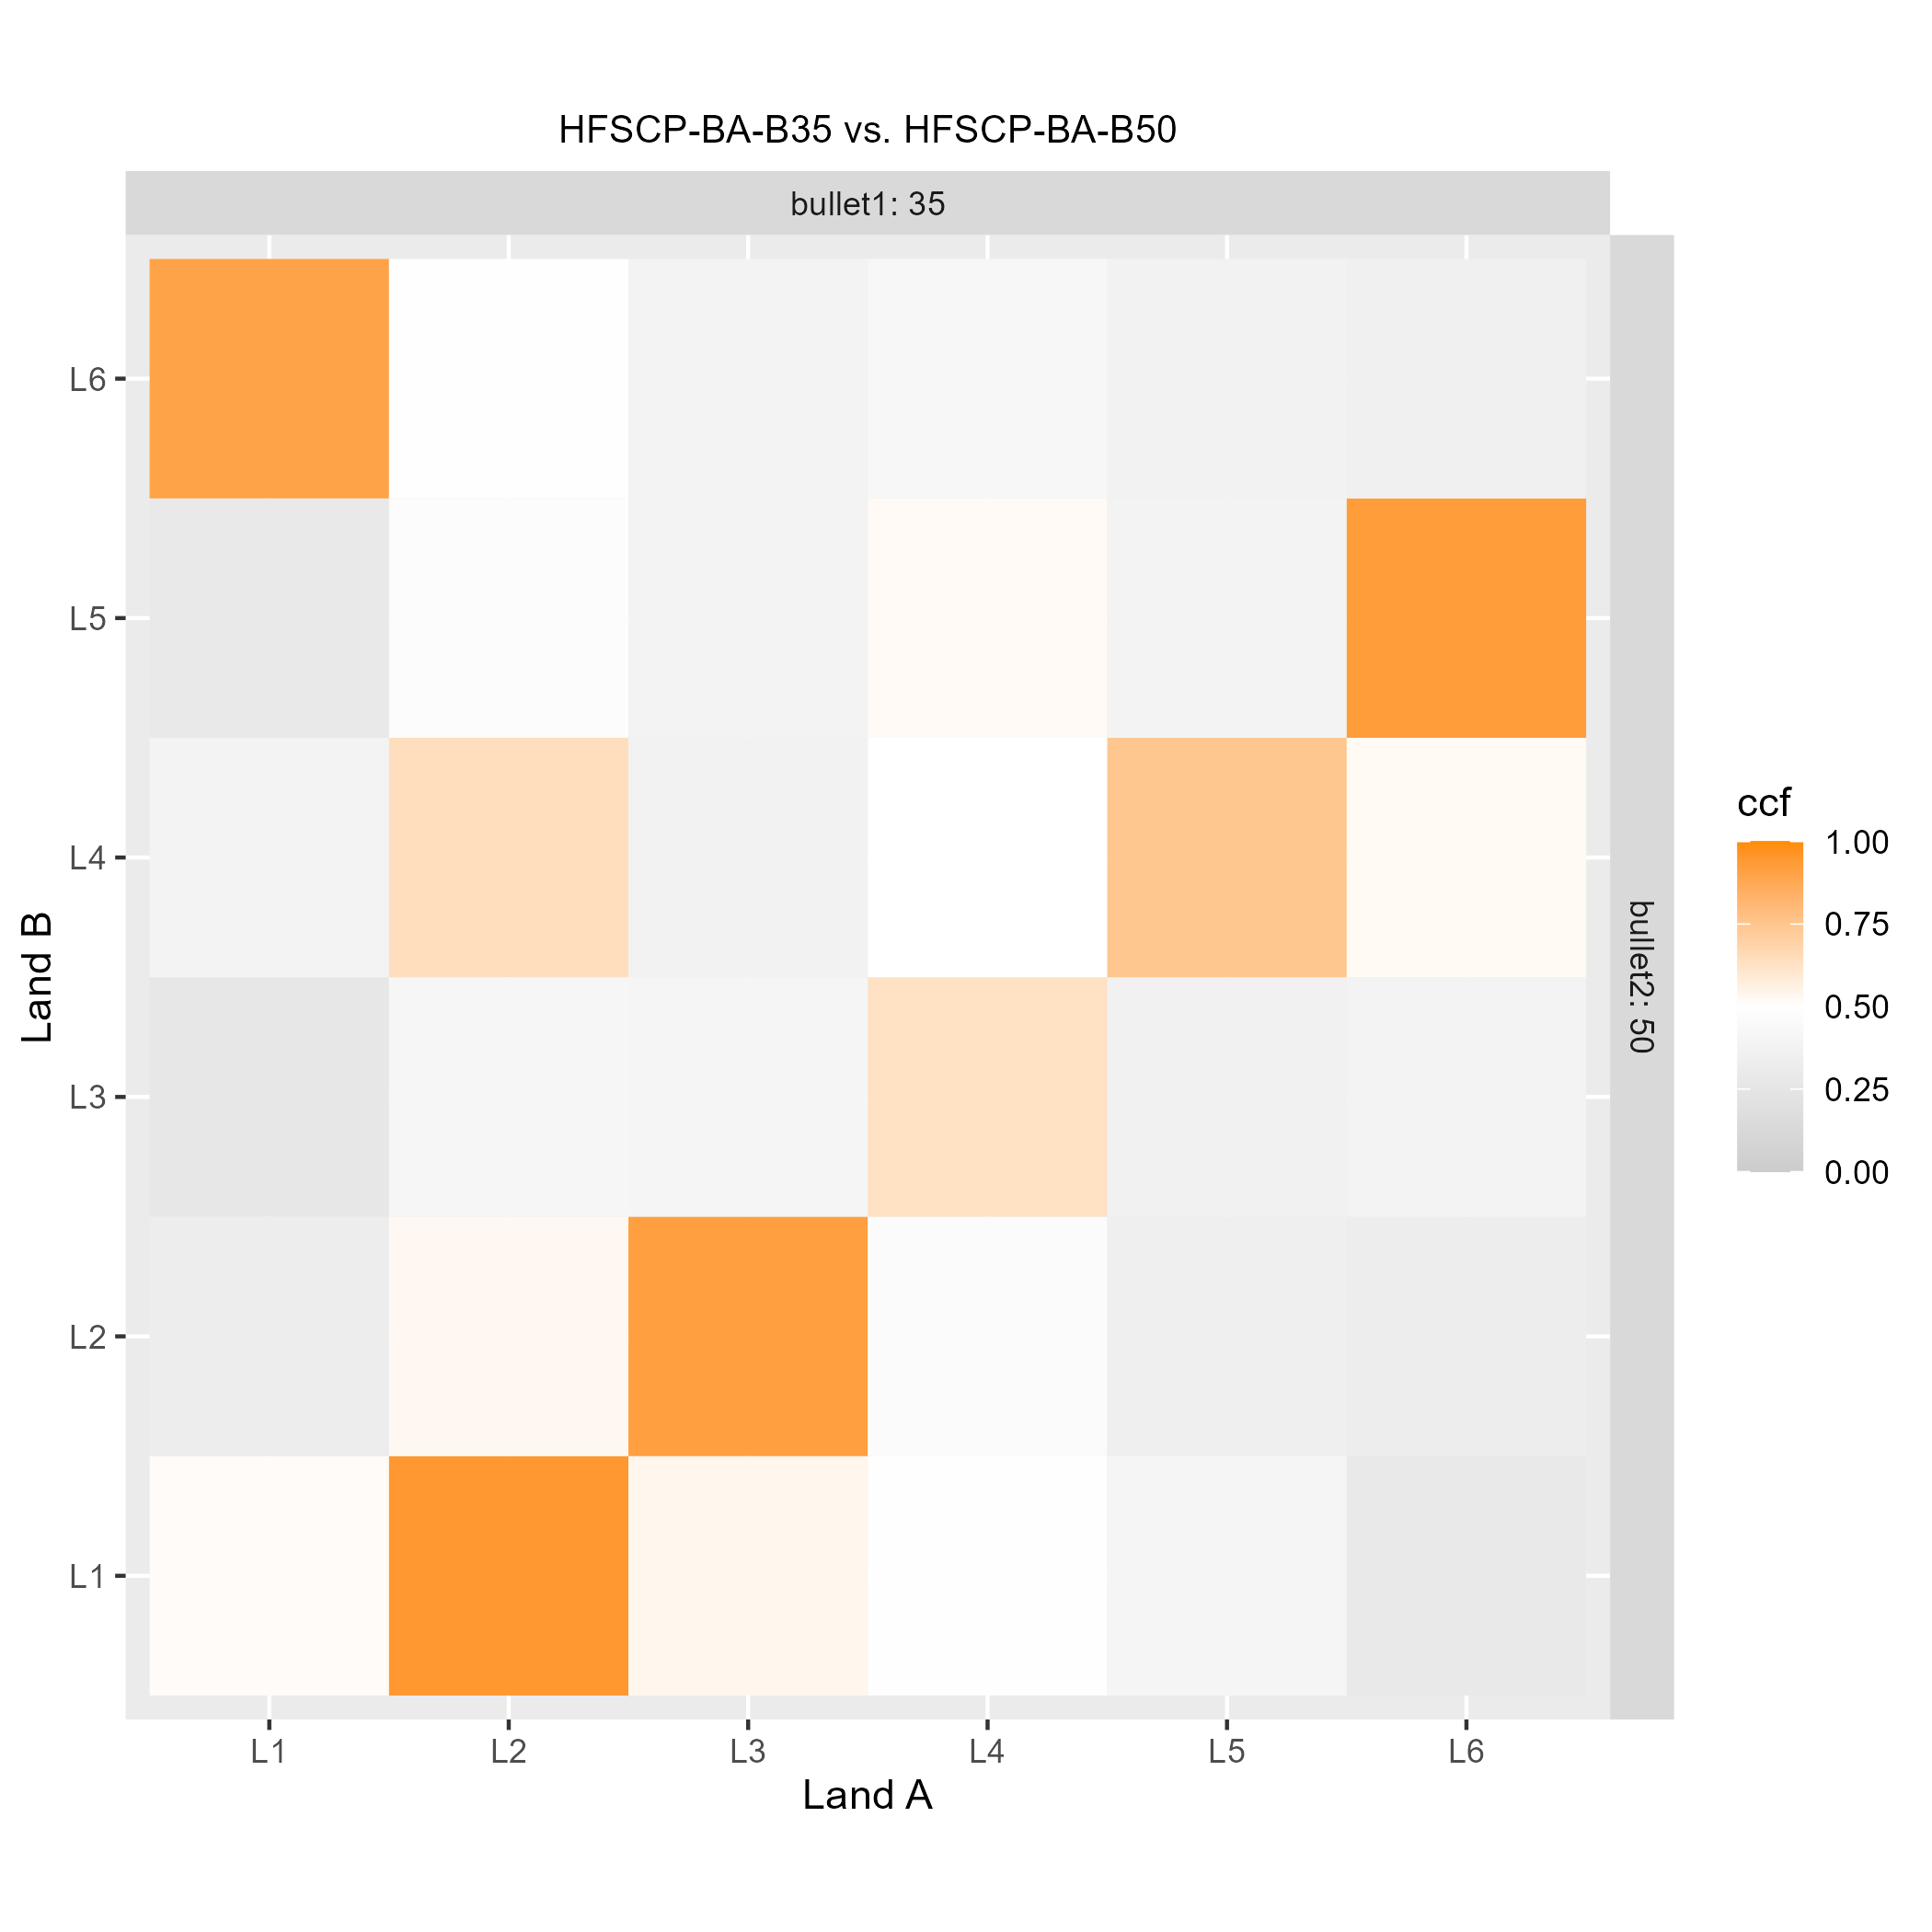 HFSCP-BA-B35 vs. HFSCP-BA-B50
bullet1: 35
L6
L5
L4
L3
L2
L1
Land B
bullet2: 50
L1 L2 L3 L4 L5 L6
Land A
ccf
1.00
0.75
0.50
0.25
0.00